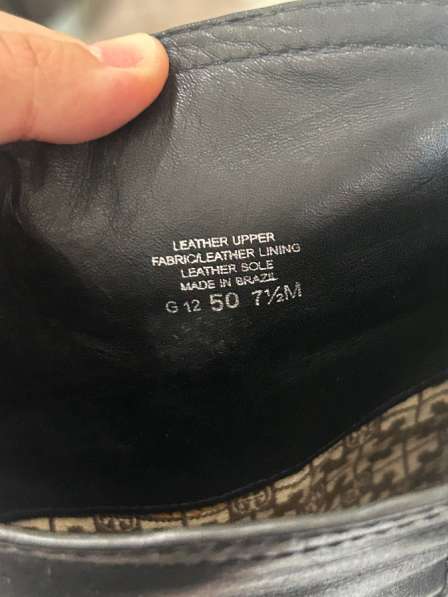 LEATHER UPPER
FABRIC/LEATHER LINING
LEATHER SOLE
MADE IN BRAZIL
G 12 50 7½M